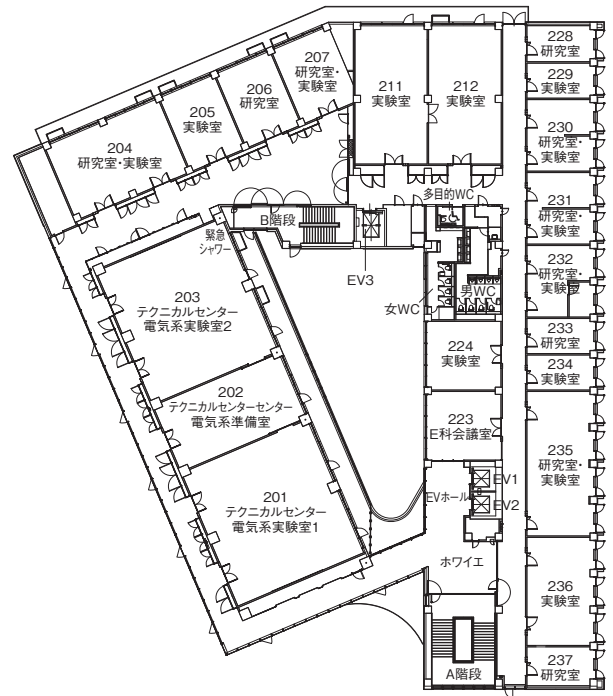 207
研究室・
実験室
206
研究室
205
実験室
204
研究室・実験室
211
実験室
212
実験室
228
研究室
229
実験室
230
研究室・
実験室
231
研究室・
実験室
232
研究室・
実験室
233
研究室
234
実験室
235
研究室・
実験室
236
実験室
237
研究室
多目的WC
B階段
緊急
シャワー
EV3
女WC
男WC
203
テクニカルセンター
電気系実験室2
202
テクニカルセンターセンター
電気系準備室
201
テクニカルセンター
電気系実験室1
224
実験室
223
E科会議室
EV1
EVホール
EV2
ホワイエ
A階段